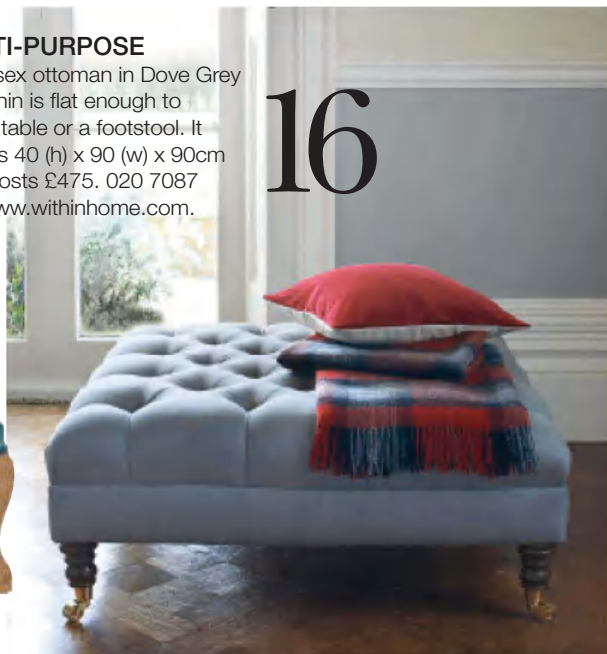 TI-PURPOSE
sex ottoman in Dove Grey
hin is flat enough to
table or a footstool. It
s 40 (h) x 90 (w) x 90cm
osts £475. 020 7087
ww.withinhome.com.
16